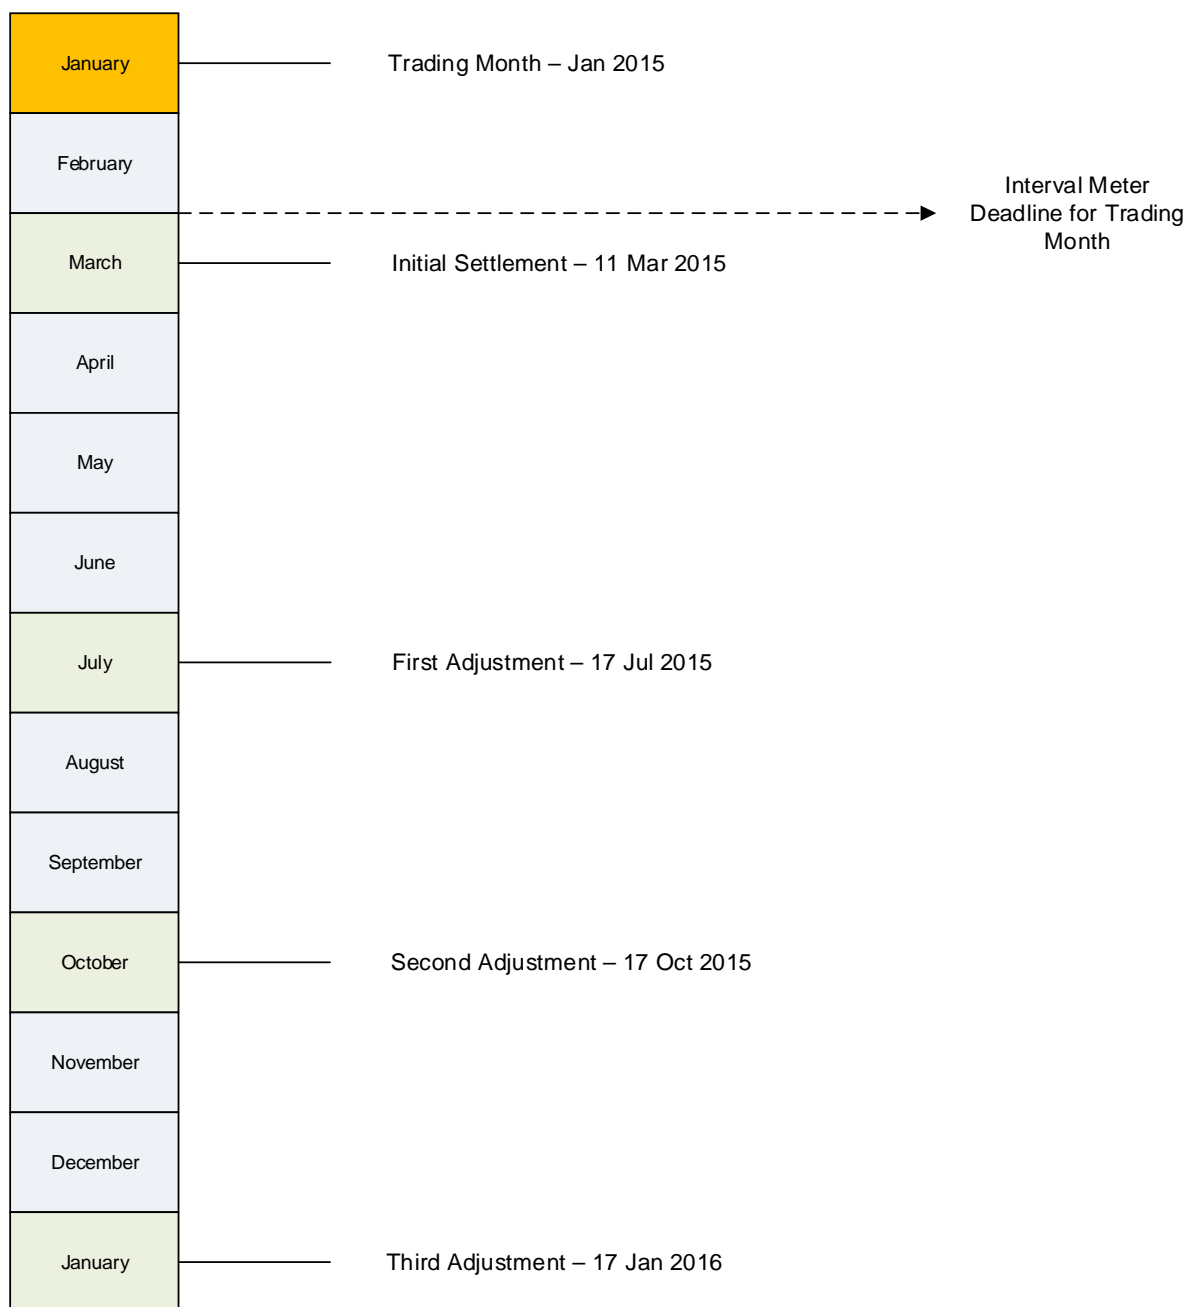 January
Trading Month – Jan 2015
February
Interval Meter
Deadline for Trading
Month
March
Initial Settlement – 11 Mar 2015
April
May
June
July
First Adjustment – 17 Jul 2015
August
September
October
Second Adjustment – 17 Oct 2015
November
December
January
Third Adjustment – 17 Jan 2016